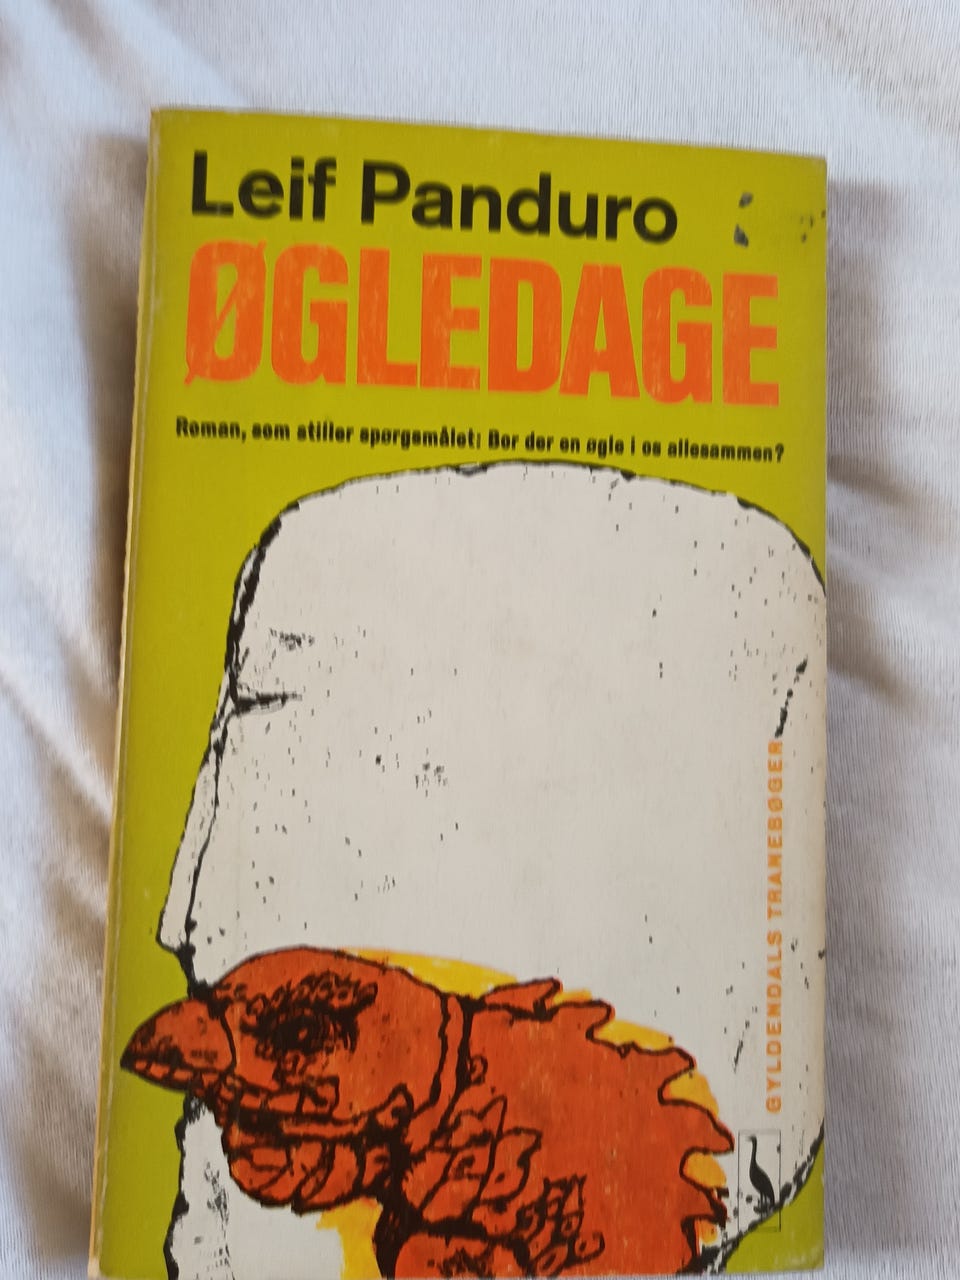 Leif Panduro
ØGLEDAGE
Roman, som stiller spørgsmålet: Bor der en øgle i os allesammen?
GYLDENDALS TRANEBØGER